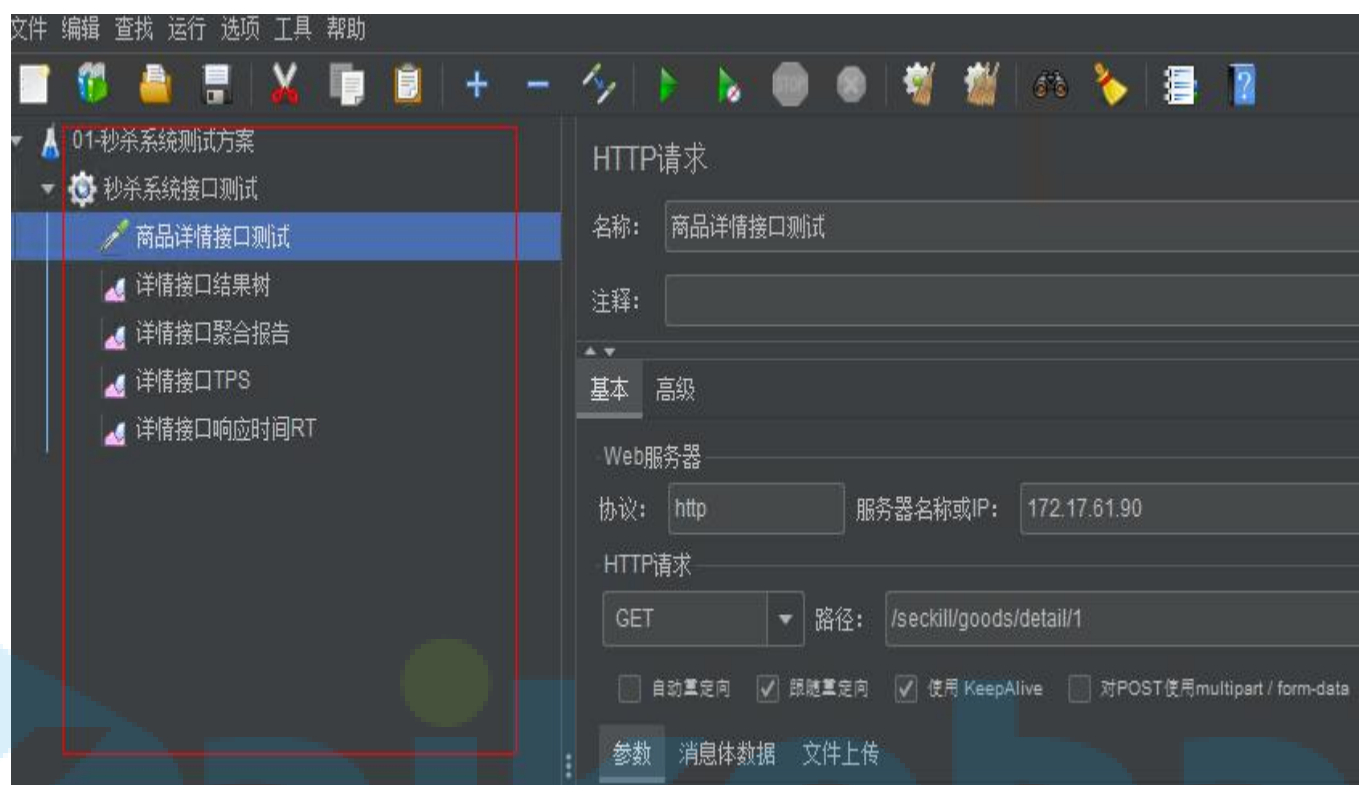 文件 编辑 查找 运行 选项 工具 帮助
STOP
?
01-秒杀系统测试方案
秒杀系统接口测试
商品详情接口测试
详情接口结果树
详情接口聚合报告
详情接口TPS
详情接口响应时间RT
HTTP请求
名称: 商品详情接口测试
注释:
基本 高级
Web服务器
协议: http 服务器名称或IP: 172.17.61.90
HTTP请求
GET 路径: /seckill/goods/detail/1
自动重定向 跟随重定向 使用 KeepAlive 对POST使用multipart / form-data
参数 消息体数据 文件上传